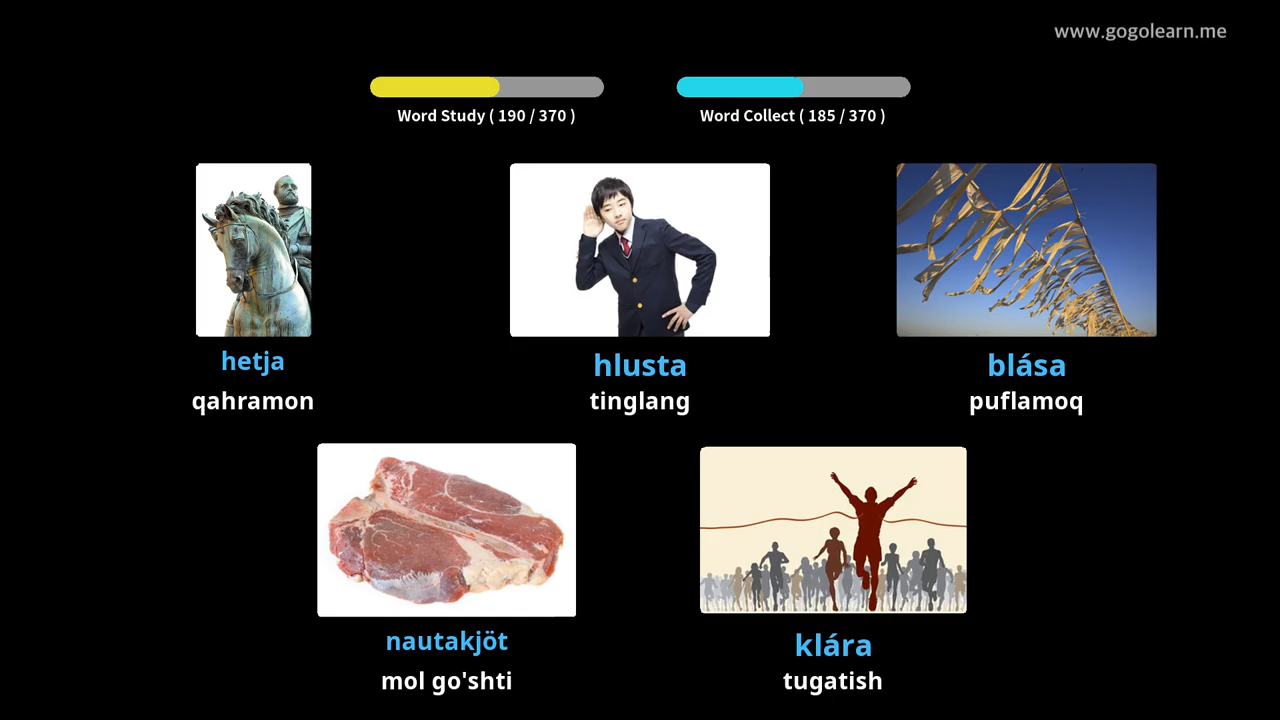 www.gogolearn.me
Word Study ( 190 / 370 )
Word Collect ( 185 / 370 )
hetja
qahramon
hlusta
tinglang
blása
puflamoq
nautakjöt
mol go'shti
klára
tugatish